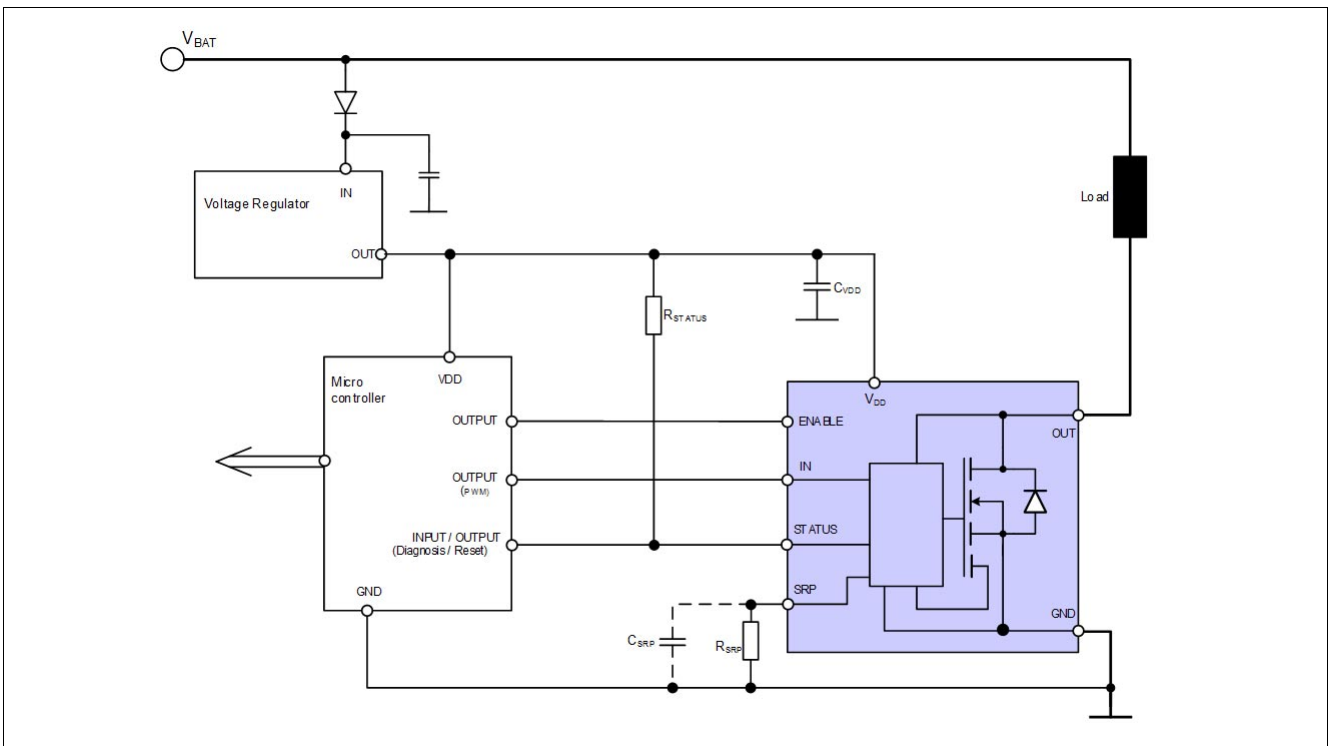 VBAT
IN
Voltage Regulator
OUT
CVDD
RSTATUS
Load
Micro
controller
VDD
VDD
OUTPUT
ENABLE
OUT
OUTPUT
(PWM)
IN
INPUT / OUTPUT
(Diagnosis / Reset)
STATUS
SRP
GND
GND
CSRP
RSRP